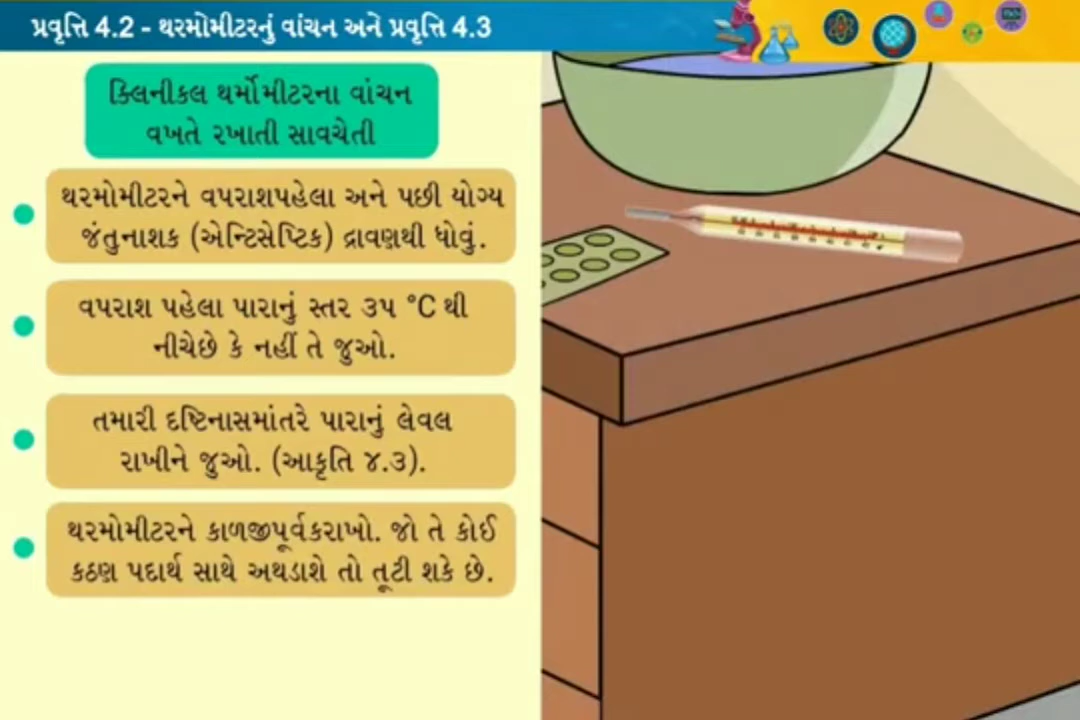 પ્રવૃત્તિ 4.2 - થરમોમીટરનું વાંચન અને પ્રવૃત્તિ 4.3
ક્લિનીકલ થર્મોમીટરના વાંચન
વખતે રખાતી સાવચેતી
થરમોમીટરને વપરાશપહેલા અને પછી યોગ્ય
જંતુનાશક (એન્ટિસેપ્ટિક) દ્રાવણથી ધોવું.
વપરાશ પહેલા પારાનું સ્તર ૩૫ °C થી
નીચેછે કે નહીં તે જુઓ.
તમારી દષ્ટિનાસમાંતરે પારાનું લેવલ
રાખીને જુઓ. (આકૃતિ ૪.૩).
થરમોમીટરને કાળજીપૂર્વકરાખો. જો તે કોઈ
કઠણ પદાર્થ સાથે અથડાશે તો તૂટી શકે છે.